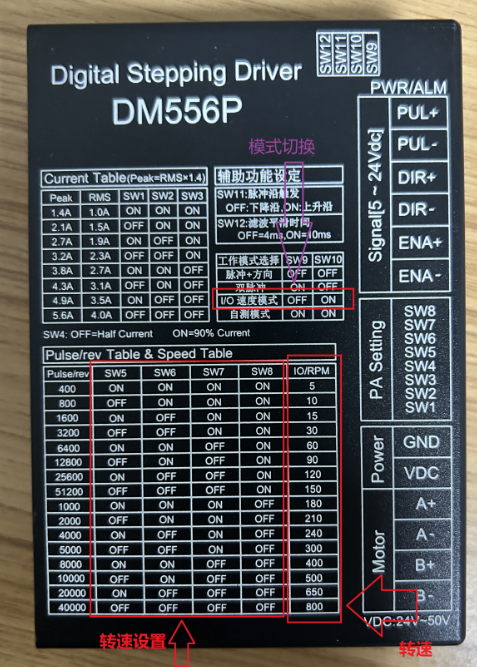 SW12
SW11
SW10
SW9
Digital Stepping Driver
DM556P
PWR/ALM
模式切换
Current Table(Peak=RMS×1.4)
Peak RMS SW1 SW2 SW3
1.4A 1.0A ON ON ON
2.1A 1.5A OFF ON ON
2.7A 1.9A ON OFF ON
3.2A 2.3A OFF OFF ON
3.8A 2.7A ON ON OFF
4.3A 3.1A OFF ON OFF
4.9A 3.5A ON OFF OFF
5.6A 4.0A OFF OFF OFF
SW4: OFF=Half Current ON=90% Current
辅助功能设定
SW11:脉冲沿触发
OFF:下降沿,ON:上升沿
SW12:滤波平滑时间
OFF=4ms,ON=10ms
工作模式选择 SW9 SW10
脉冲+方向 OFF OFF
双脉冲 ON OFF
I/O 速度模式 OFF ON
自测模式 ON ON
Pulse/rev Table & Speed Table
Pulse/rev SW5 SW6 SW7 SW8 IO/RPM
400 ON ON ON ON 5
800 OFF ON ON ON 10
1600 ON OFF ON ON 15
3200 OFF OFF ON ON 30
6400 ON ON OFF ON 60
12800 OFF ON OFF ON 90
25600 ON OFF OFF ON 120
51200 OFF OFF OFF ON 150
1000 ON ON ON OFF 180
2000 OFF ON ON OFF 210
4000 ON OFF ON OFF 240
5000 OFF OFF ON OFF 300
8000 ON ON OFF OFF 400
10000 OFF ON OFF OFF 500
20000 ON OFF OFF OFF 650
40000 OFF OFF OFF OFF 800
Signal[5 ~ 24Vdc]
PUL+
PUL-
DIR+
DIR-
ENA+
ENA-
PA Setting
SW8
SW7
SW6
SW5
SW4
SW3
SW2
SW1
Power
GND
VDC
Motor
A+
A-
B+
B-
VDC:24V~50V
转速设置
转速